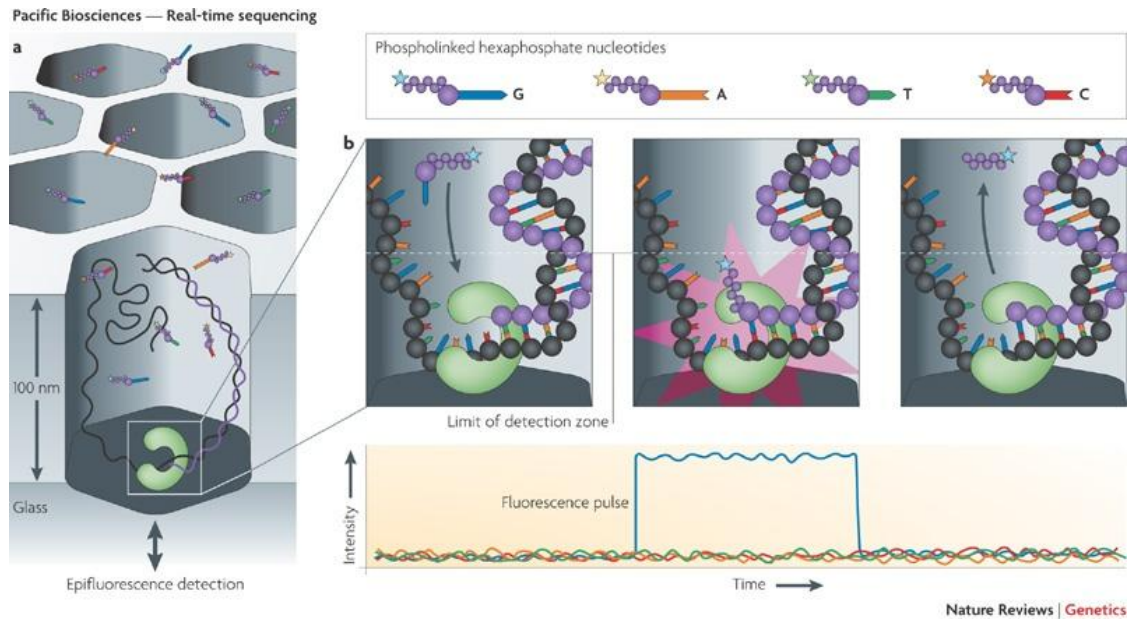 Pacific Biosciences — Real-time sequencing
a
Phospholinked hexaphosphate nucleotides
G
A
T
C
b
100 nm
Limit of detection zone
Glass
Fluorescence pulse
Intensity
Epifluorescence detection
Time
Nature Reviews | Genetics